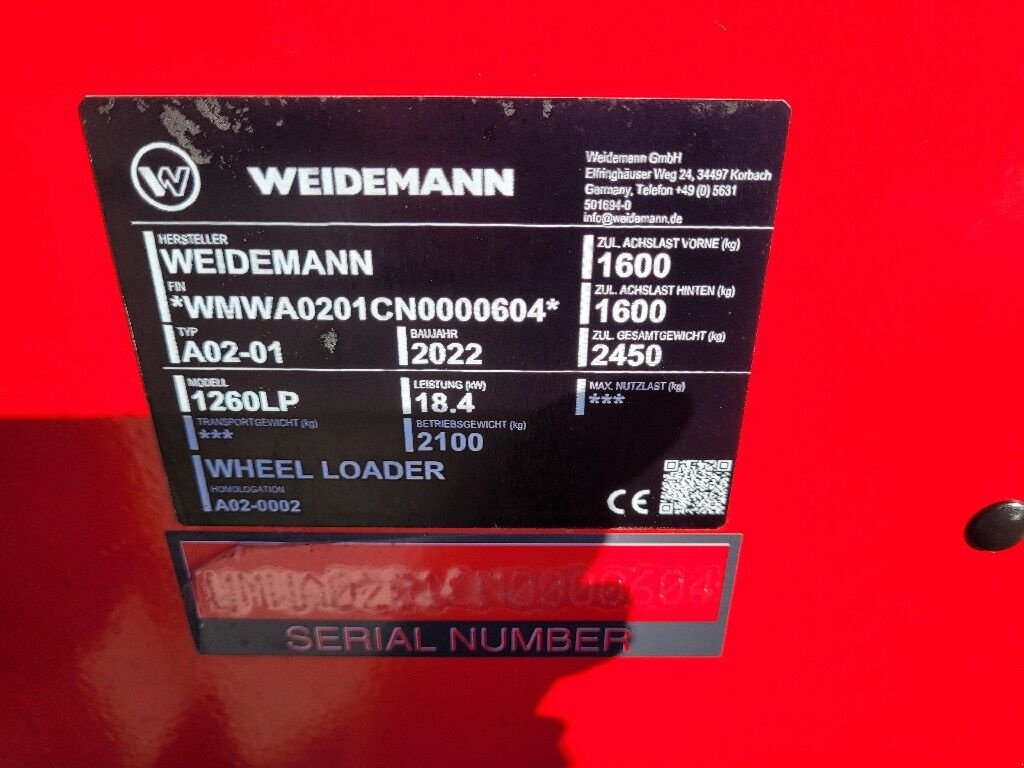 W WEIDEMANN
Weidemann GmbH
Elfringhäuser Weg 24, 34497 Korbach
Germany, Telefon +49 (0) 5631
501694-0
info@weidemann.de
HERSTELLER
WEIDEMANN
FIN
*WMWA0201CN0000604*
TYP
A02-01
BAUJAHR
2022
ZUL. ACHSLAST VORNE (kg)
1600
ZUL. ACHSLAST HINTEN (kg)
1600
ZUL. GESAMTGEWICHT (kg)
2450
MODELL
1260LP
LEISTUNG (kW)
18.4
MAX. NUTZLAST (kg)
***
TRANSPORTGEWICHT (kg)
***
BETRIEBSGEWICHT (kg)
2100
WHEEL LOADER
HOMOLOGATION
A02-0002
CE
WMWA0201CN0000604
SERIAL NUMBER